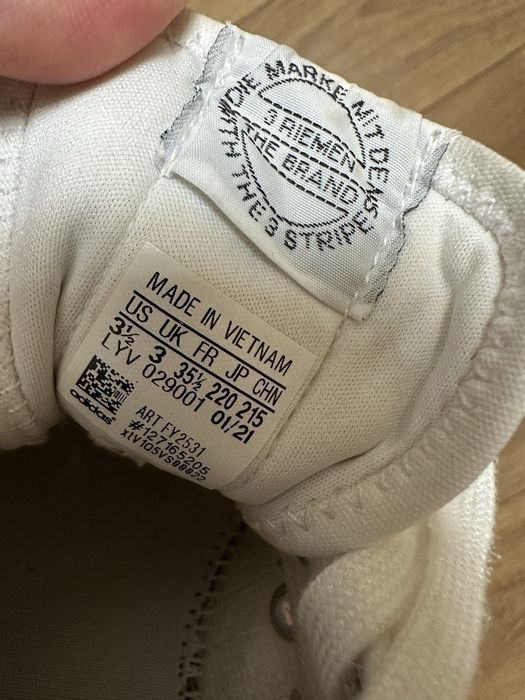 DIE MARKE MIT DEN
3 RIEMEN
THE BRAND
WITH THE 3 STRIPES
MADE IN VIETNAM
US UK FR JP CHN
3½ 3 35½ 220 215
LYV 029001 01/21
ART FY2531
#127165205
adidas